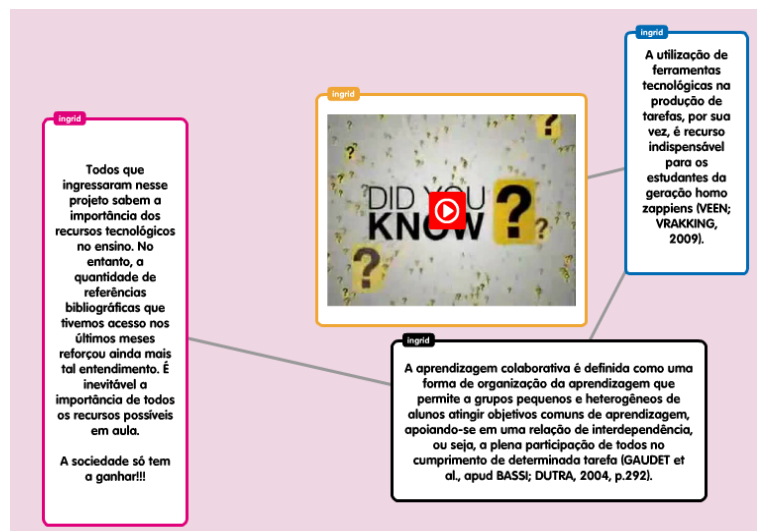 ingrid
Todos que
ingressaram nesse
projeto sabem a
importância dos
recursos tecnológicos
no ensino. No
entanto, a
quantidade de
referências
bibliográficas que
tivemos acesso nos
últimos meses
reforçou ainda mais
tal entendimento. É
inevitável a
importância de todos
os recursos possíveis
em aula.
A sociedade só tem
a ganhar!!!
ingrid
DID YOU
KNOW ?
ingrid
A utilização de
ferramentas
tecnológicas na
produção de
tarefas, por sua
vez, é recurso
indispensável
para os
estudantes da
geração homo
zappiens (VEEN;
VRAKKING,
2009).
ingrid
A aprendizagem colaborativa é definida como uma
forma de organização da aprendizagem que
permite a grupos pequenos e heterogêneos de
alunos atingir objetivos comuns de aprendizagem,
apoiando-se em uma relação de interdependência,
ou seja, a plena participação de todos no
cumprimento de determinada tarefa (GAUDET et
al., apud BASSI; DUTRA, 2004, p.292).